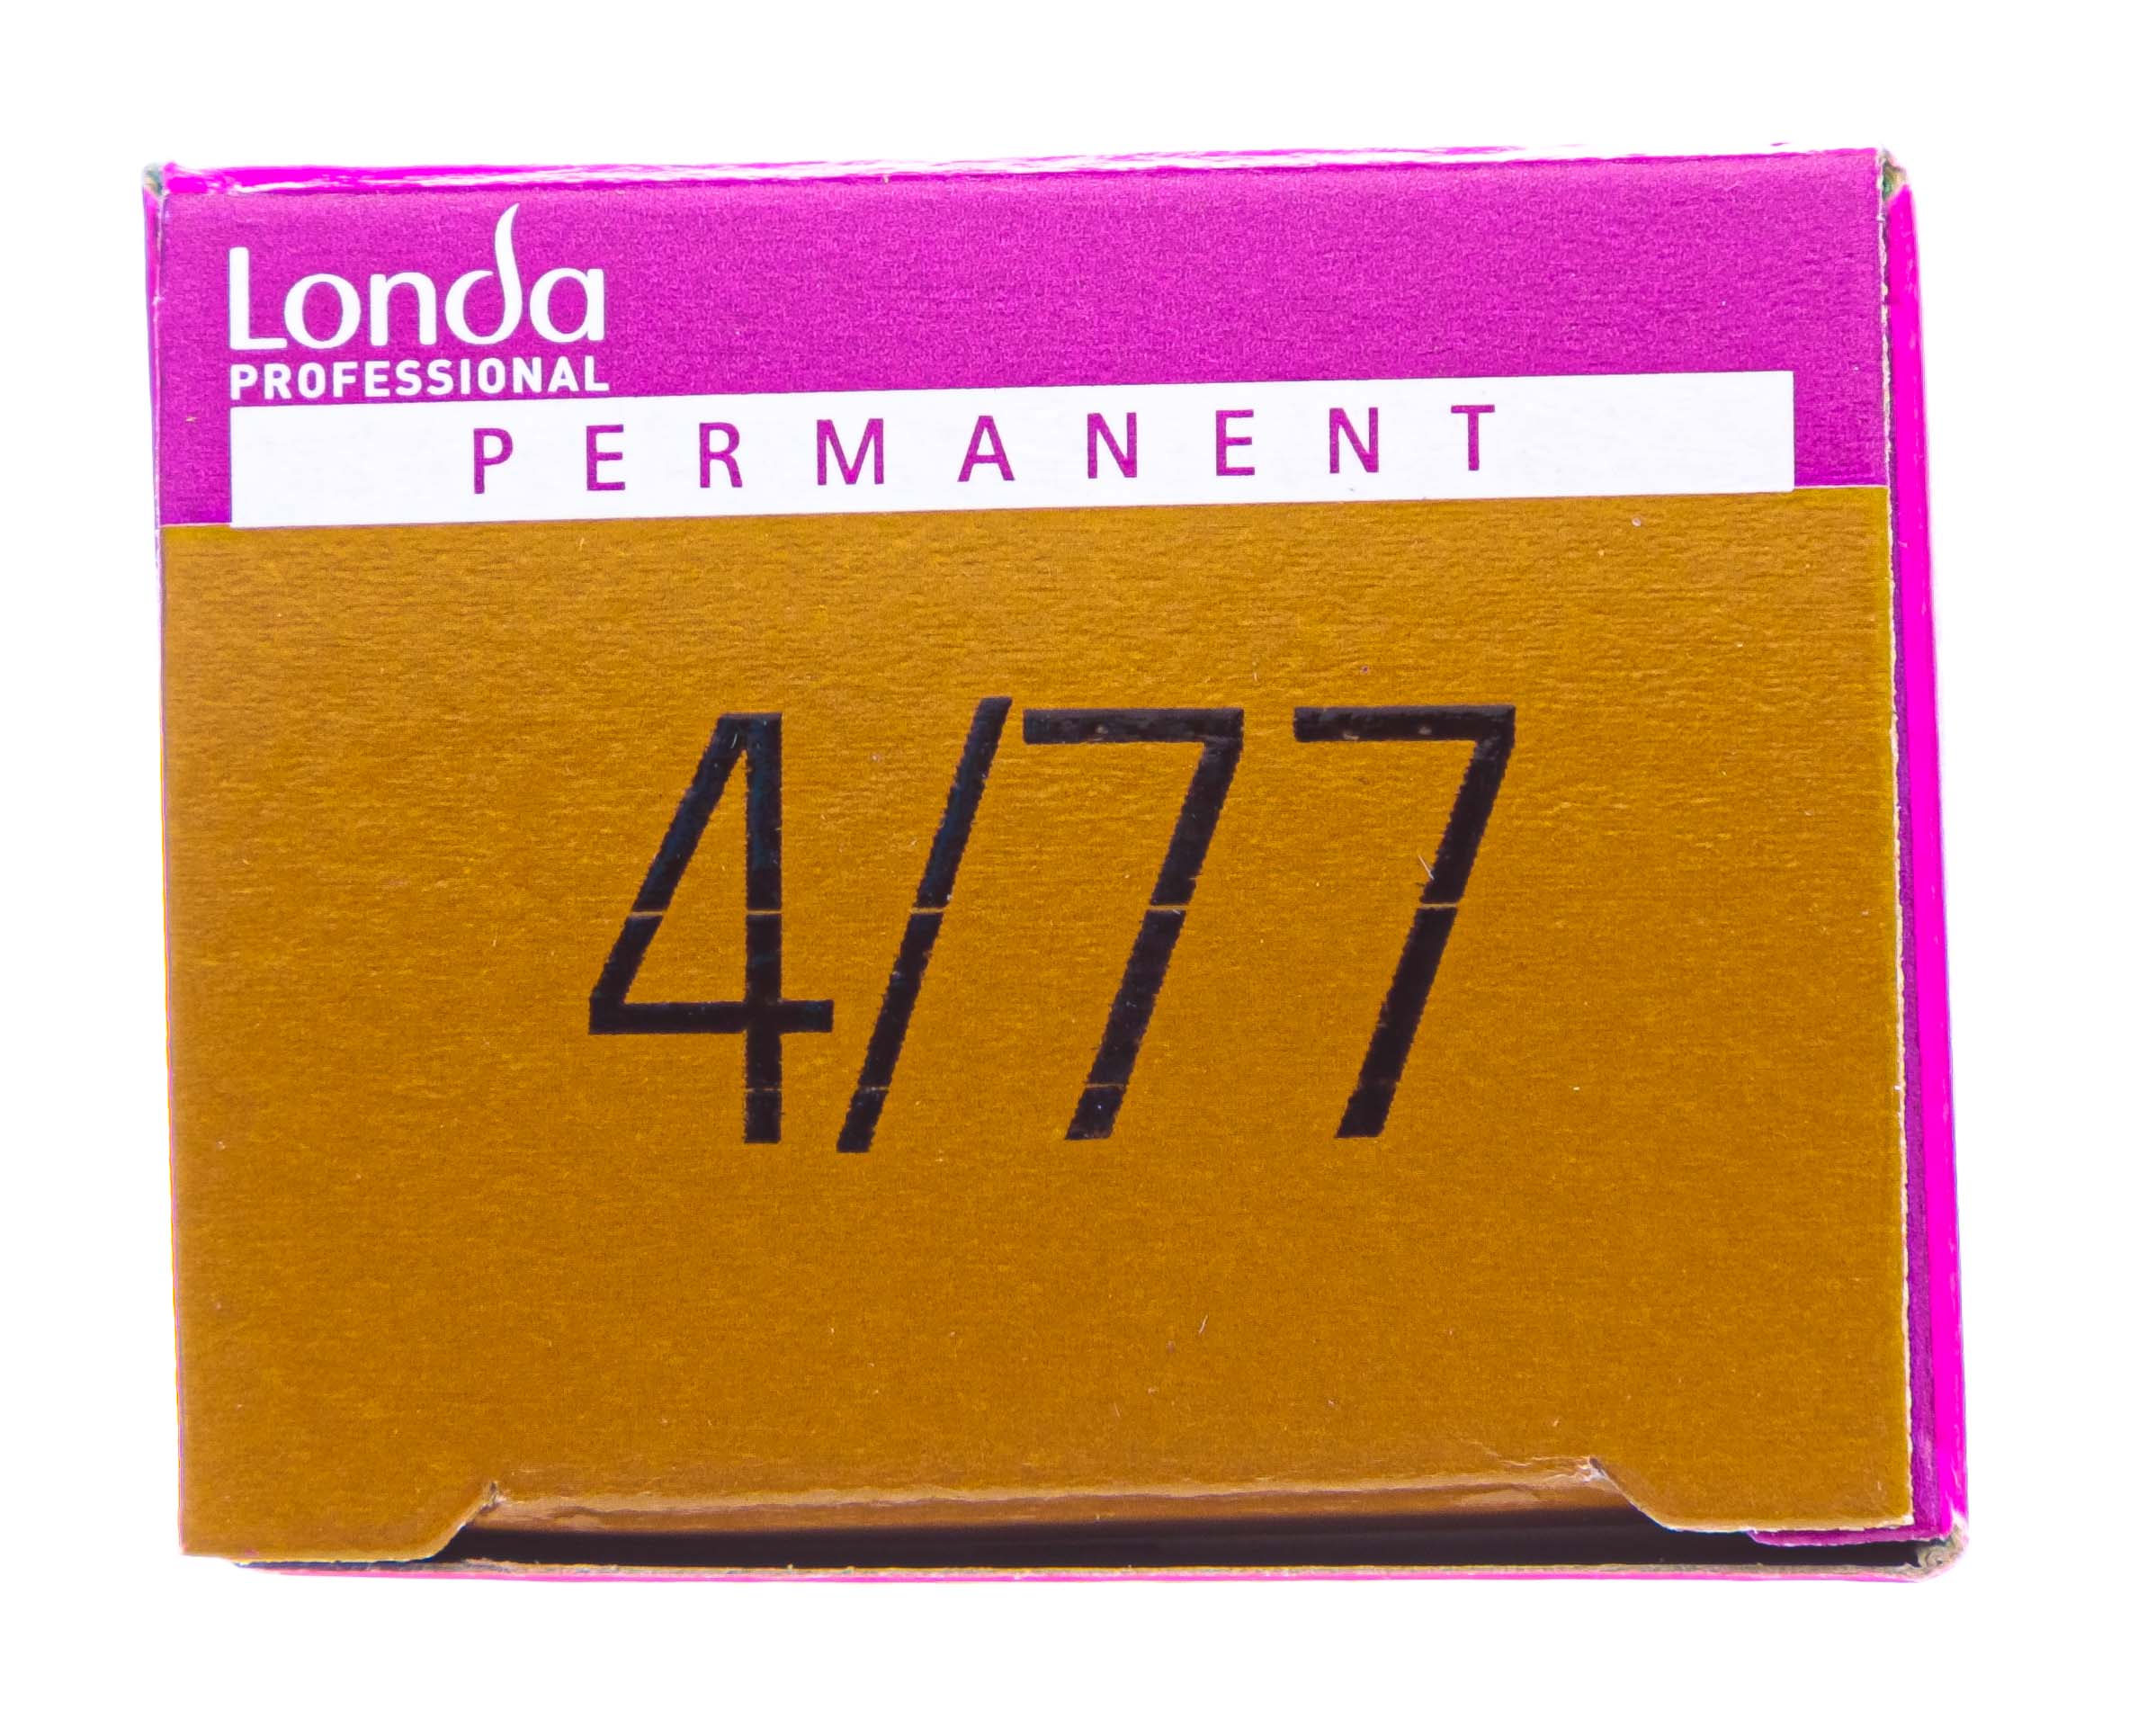 Londa
PROFESSIONAL
PERMANENT
4/77